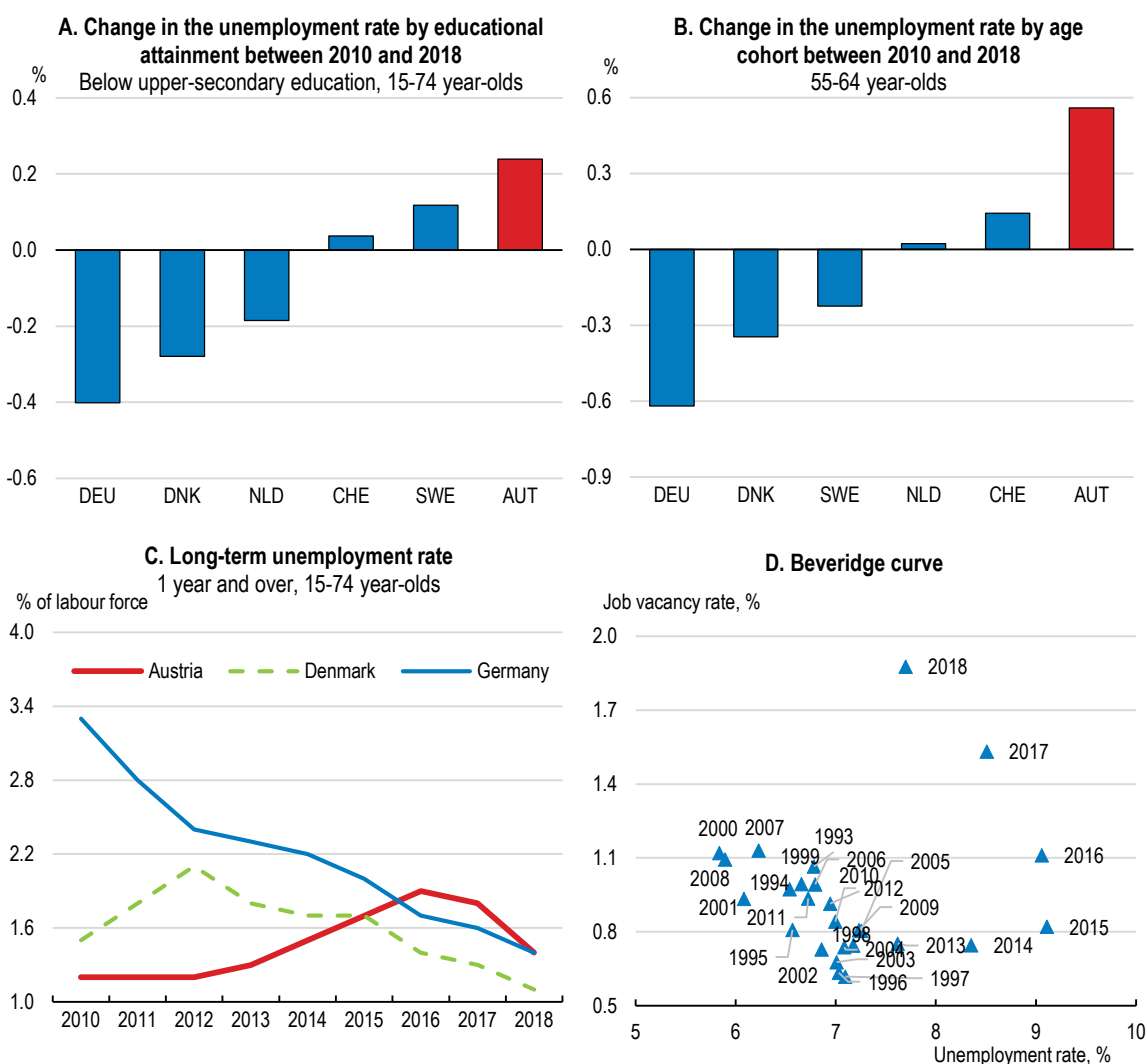 A. Change in the unemployment rate by educational
attainment between 2010 and 2018
Below upper-secondary education, 15-74 year-olds
%
0.4
0.2
0.0
-0.2
-0.4
-0.6
DEU DNK NLD CHE SWE AUT
B. Change in the unemployment rate by age
cohort between 2010 and 2018
55-64 year-olds
%
0.6
0.3
0.0
-0.3
-0.6
-0.9
DEU DNK SWE NLD CHE AUT
C. Long-term unemployment rate
1 year and over, 15-74 year-olds
% of labour force
4.0
Austria Denmark Germany
3.4
2.8
2.2
1.6
1.0
2010 2011 2012 2013 2014 2015 2016 2017 2018
D. Beveridge curve
Job vacancy rate, %
2.0
2018
1.7
2017
1.4
2000 2007 1993
1.1
1999 2006 2005 2016
2008 1994 2010
2012
2001 2011 2009 2015
0.8
1998
2004 2013 2014
1995 2003
2002 1996 1997
0.5
5 6 7 8 9 10
Unemployment rate, %